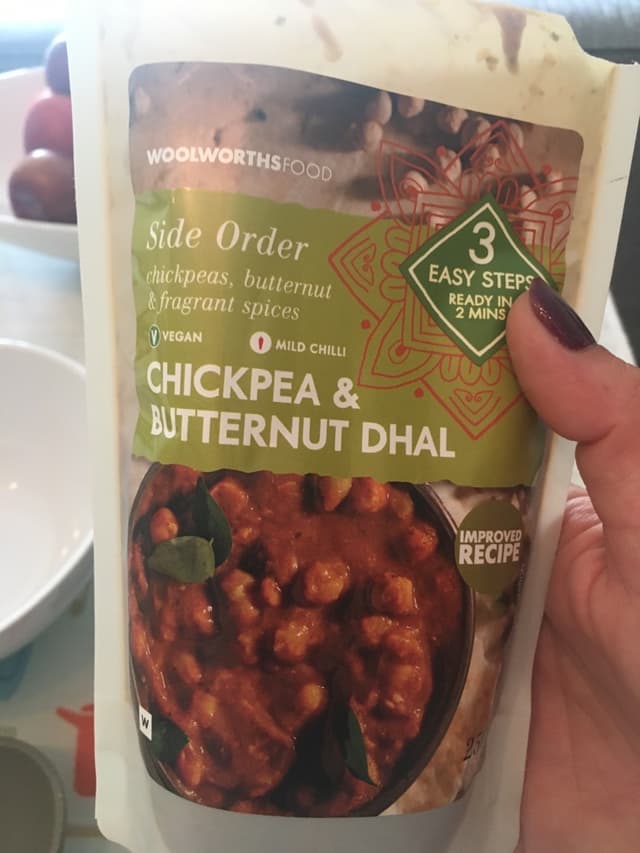 WOOLWORTHSFOOD
Side Order
chickpeas, butternut
& fragrant spices
V VEGAN
MILD CHILLI
CHICKPEA &
BUTTERNUT DHAL
3
EASY STEPS
READY IN
2 MINS
IMPROVED
RECIPE
W